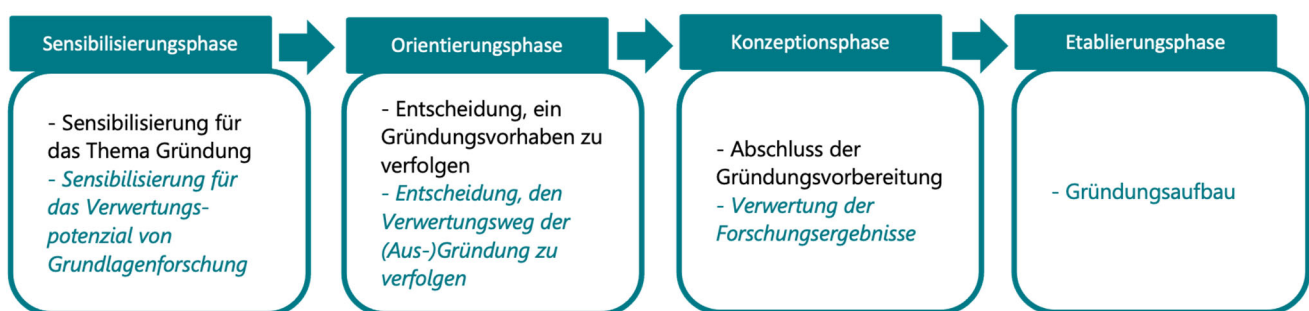 Sensibilisierungsphase
- Sensibilisierung für
das Thema Gründung
- Sensibilisierung für
das Verwertungs-
potenzial von
Grundlagenforschung
Orientierungsphase
- Entscheidung, ein
Gründungsvorhaben zu
verfolgen
- Entscheidung, den
Verwertungsweg der
(Aus-)Gründung zu
verfolgen
Konzeptionsphase
- Abschluss der
Gründungsvorbereitung
- Verwertung der
Forschungsergebnisse
Etablierungsphase
- Gründungsaufbau